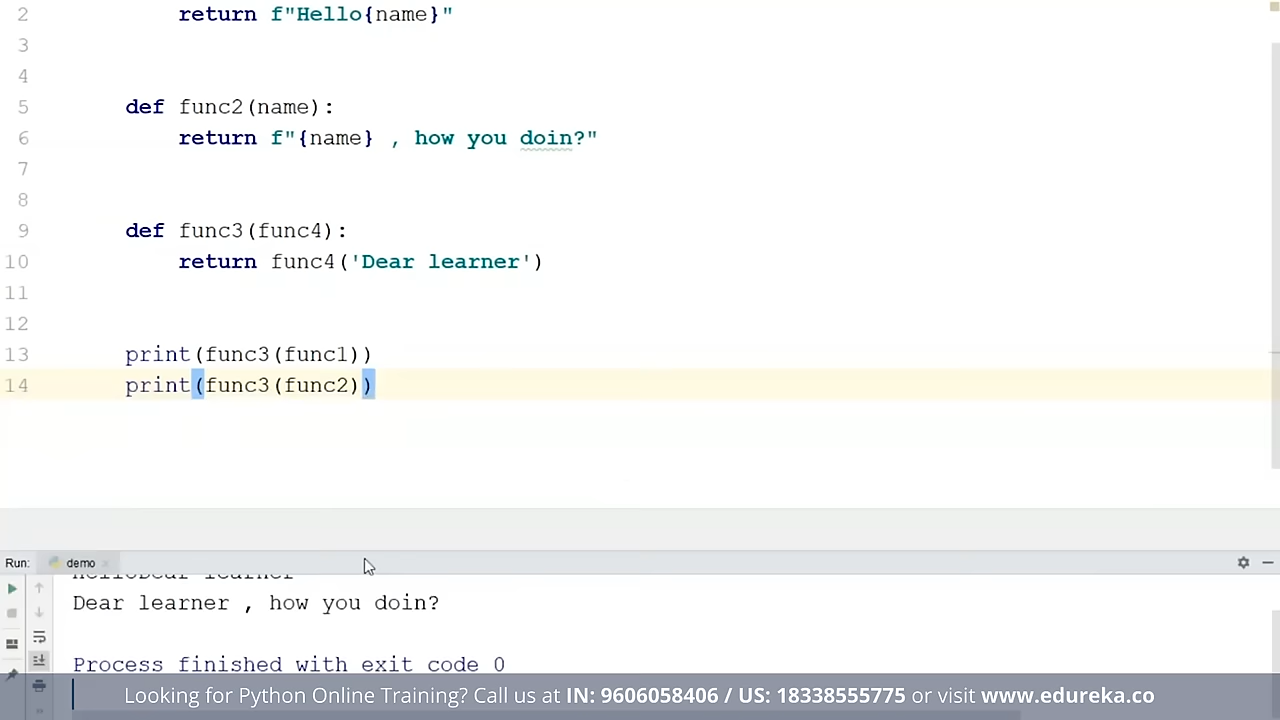 2 return f"Hello{name}"
3
4
5 def func2(name):
6 return f"{name} , how you doin?"
7
8
9 def func3(func4):
10 return func4('Dear learner')
11
12
13 print(func3(func1))
14 print(func3(func2))
Run: demo
HelloDear learner
Dear learner , how you doin?
Process finished with exit code 0
Looking for Python Online Training? Call us at IN: 9606058406 / US: 18338555775 or visit www.edureka.co